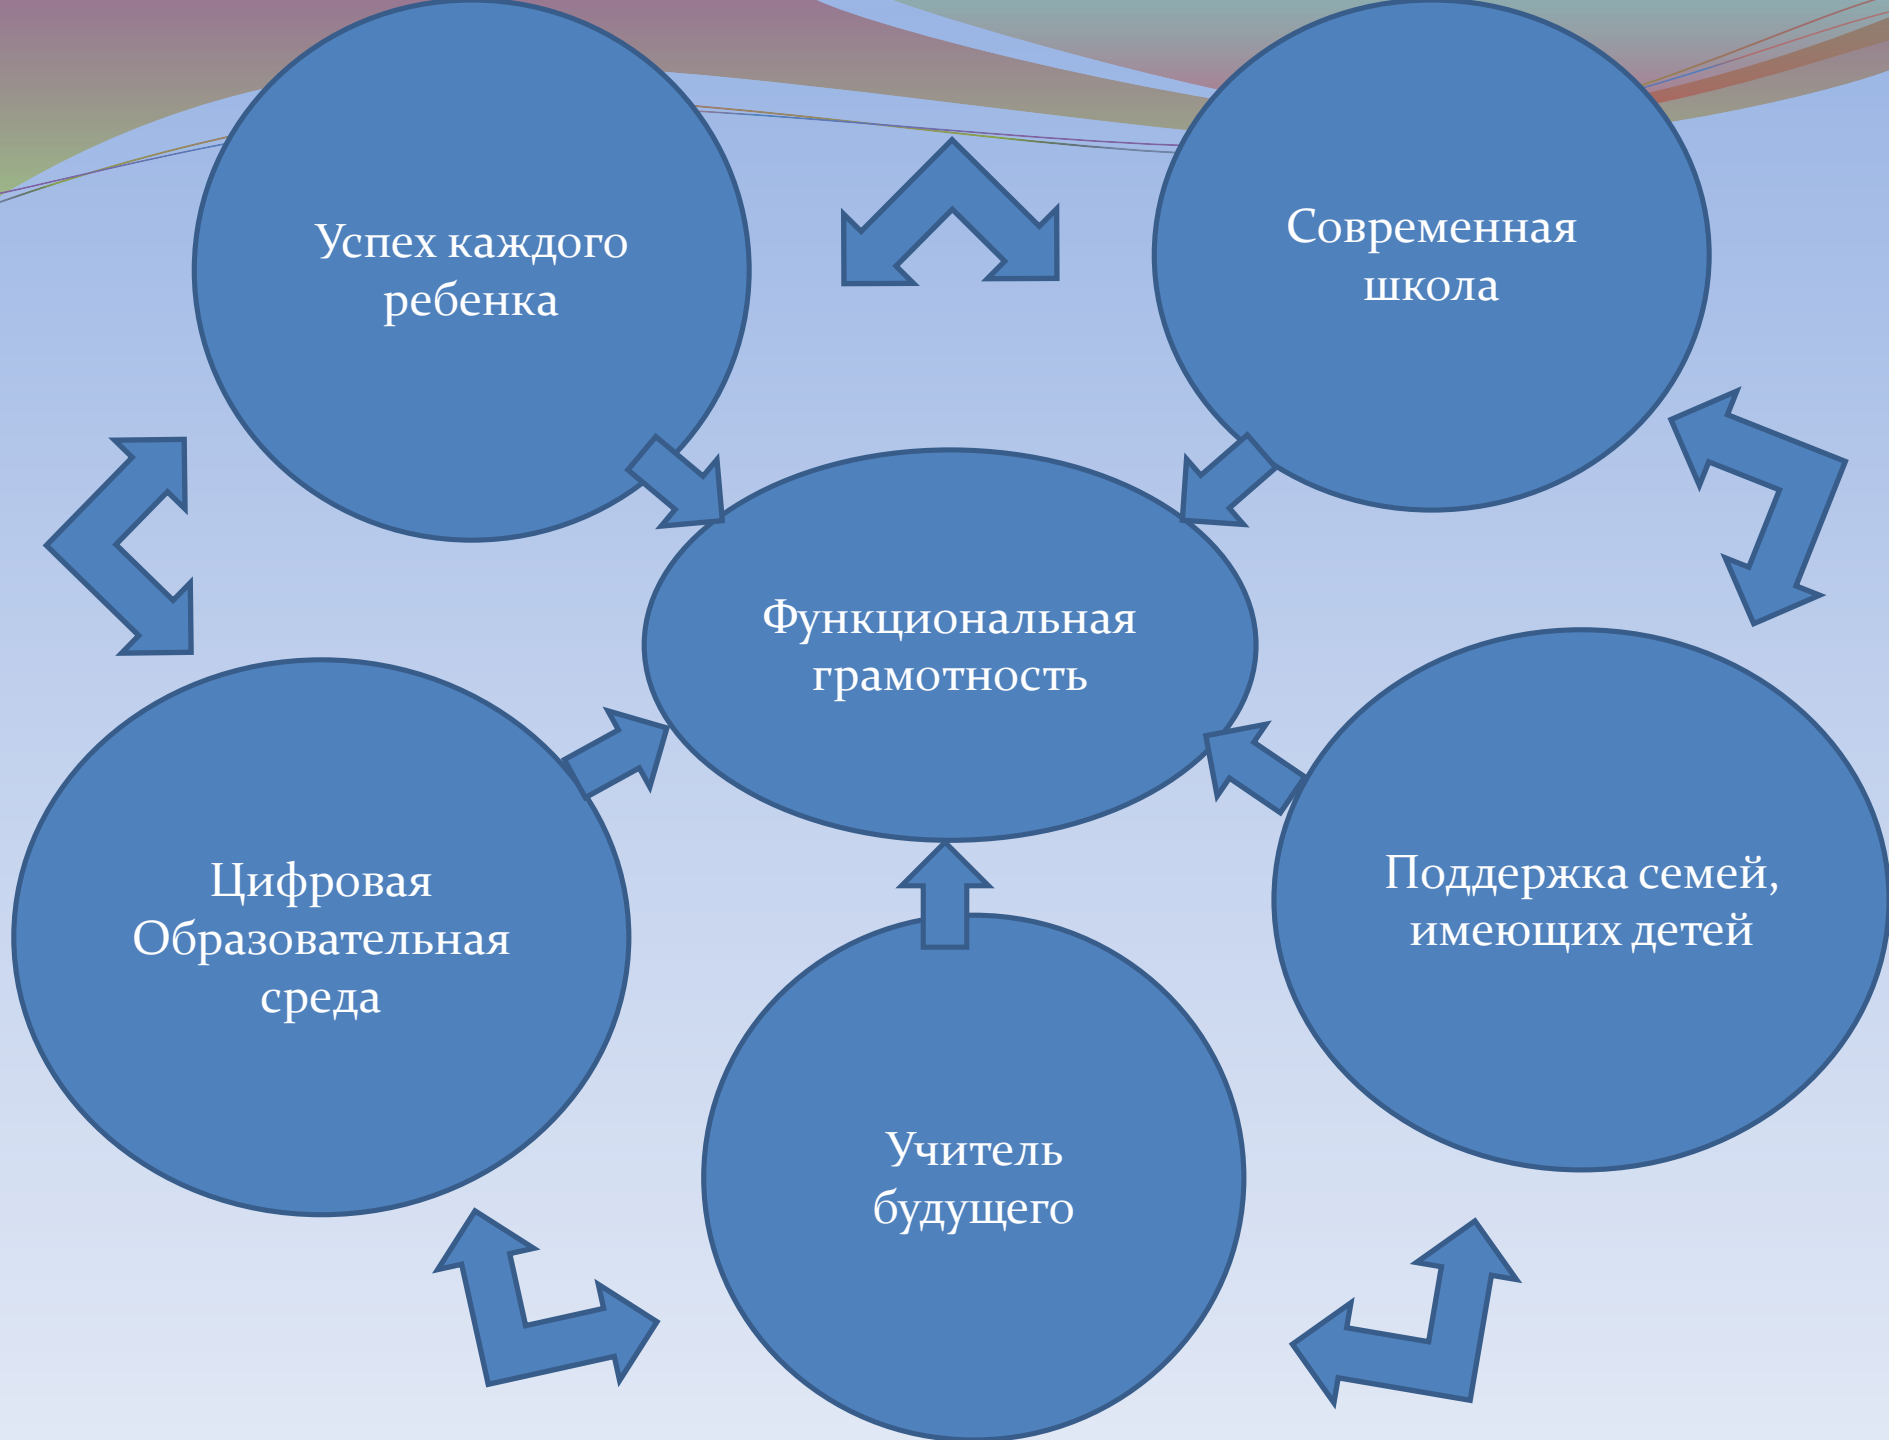 Успех каждого
ребенка
Современная
школа
Функциональная
грамотность
Цифровая
Образовательная
среда
Поддержка семей,
имеющих детей
Учитель
будущего